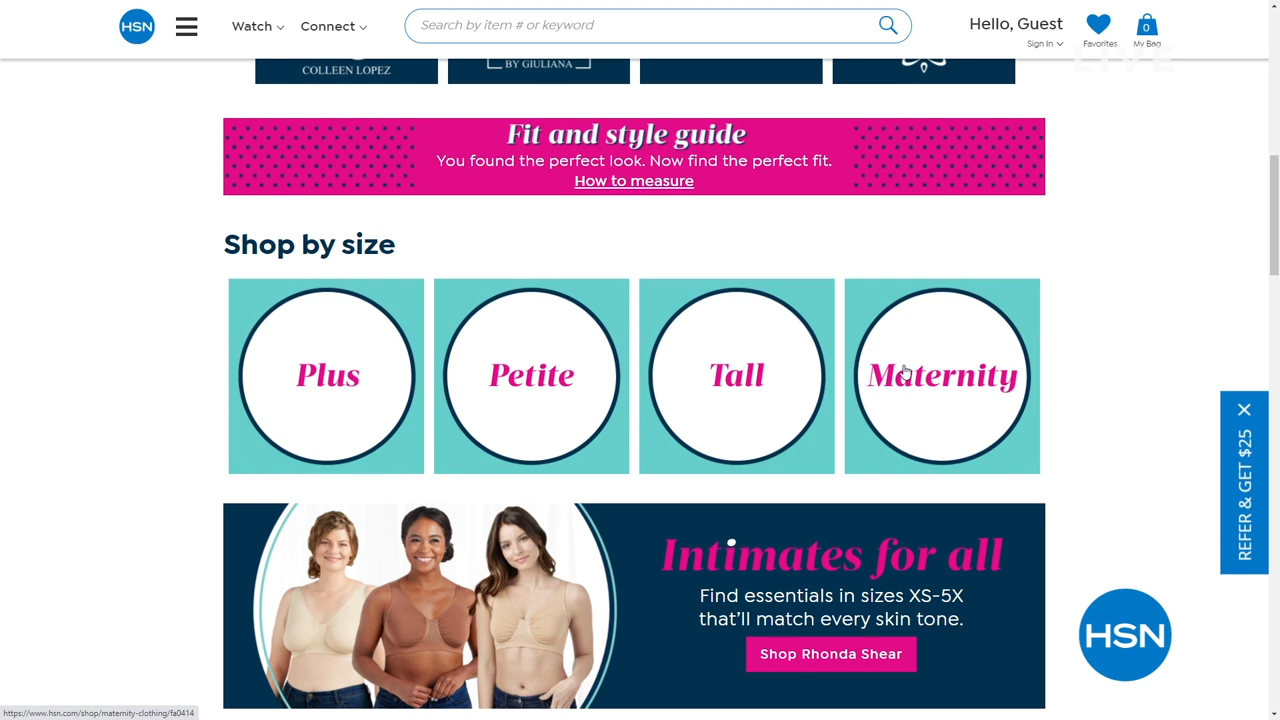 HSN
Watch
Connect
Search by item # or keyword
Hello, Guest
Sign In
Favorites
0
My Bag
LIVE
COLLEEN LOPEZ
BY GIULIANA
Fit and style guide
You found the perfect look. Now find the perfect fit.
How to measure
Shop by size
Plus
Petite
Tall
Maternity
REFER & GET $25
Intimates for all
Find essentials in sizes XS-5X
that'll match every skin tone.
Shop Rhonda Shear
HSN
https://www.hsn.com/shop/maternity-clothing/fa0414